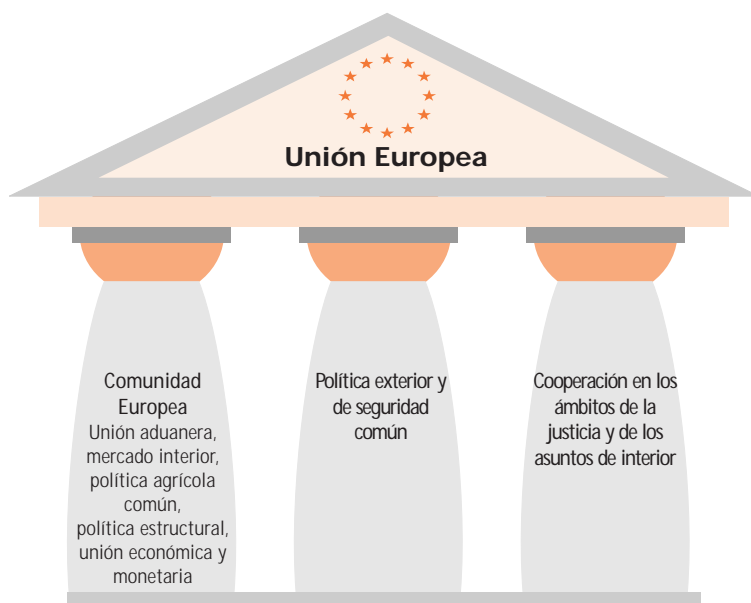 Unión Europea
Comunidad
Europea
Unión aduanera,
mercado interior,
política agrícola
común,
política estructural,
unión económica y
monetaria
Política exterior y
de seguridad
común
Cooperación en los
ámbitos de la
justicia y de los
asuntos de interior